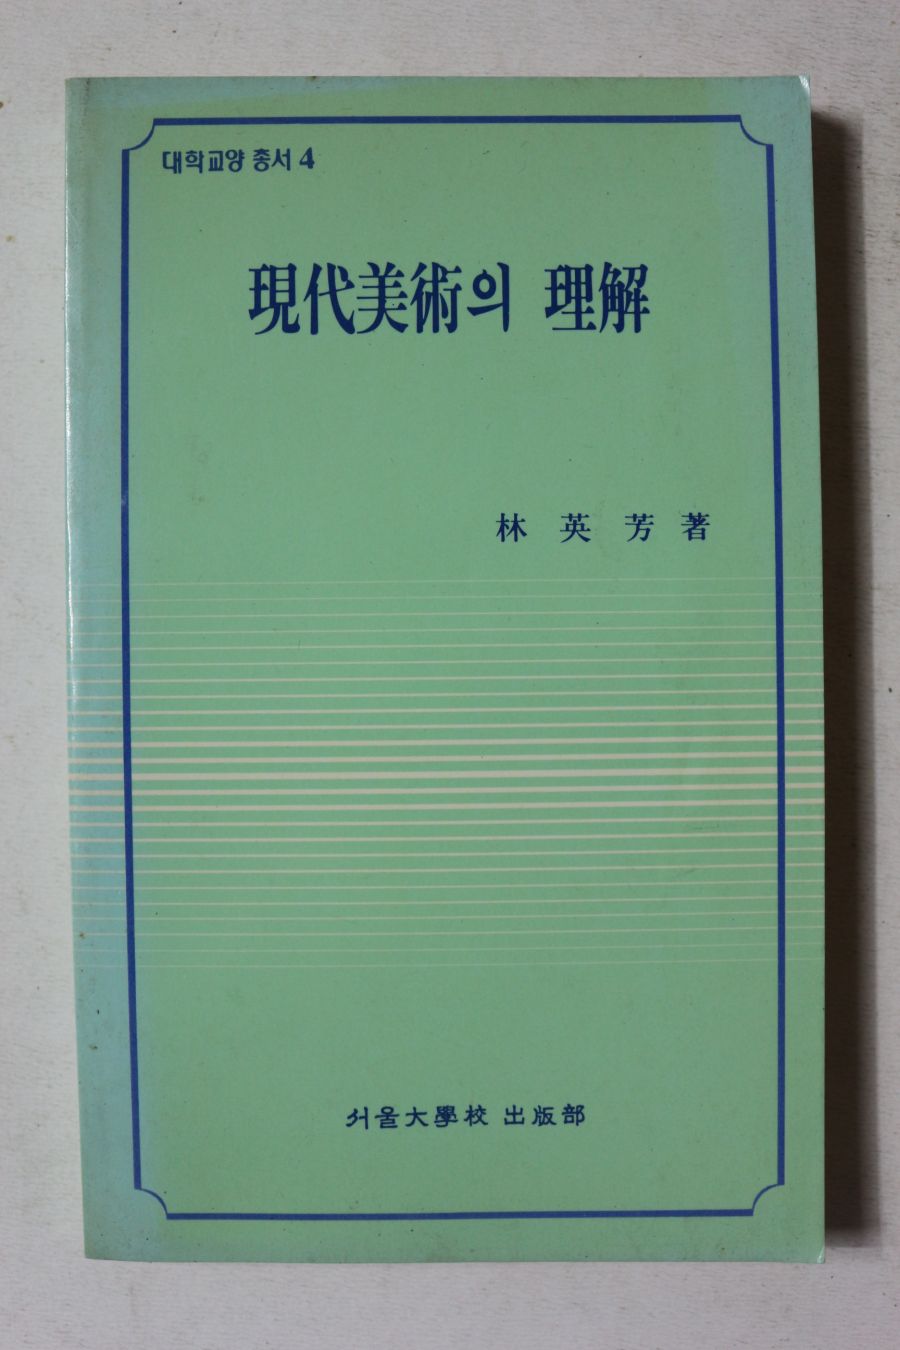 대학교양 총서 4
現代美術의 理解
林 英 芳 著
서울大學校 出版部